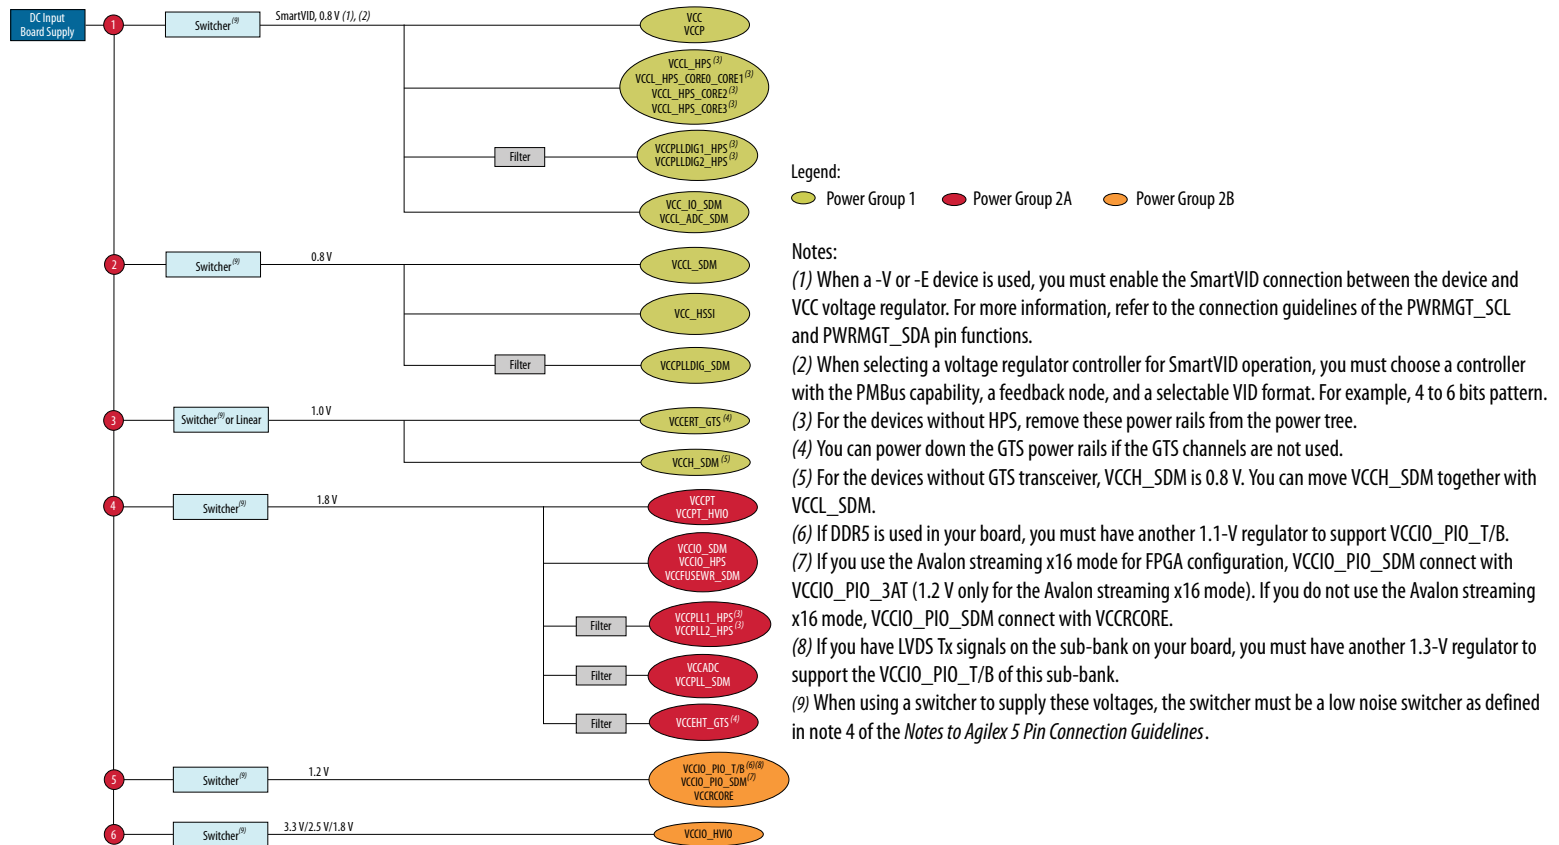 DC Input
Board Supply
1
Switcher(9)
SmartVID, 0.8 V (1), (2)
VCC
VCCP
VCCL_HPS (3)
VCCL_HPS_CORE0_CORE1(3)
VCCL_HPS_CORE2(3)
VCCL_HPS_CORE3(3)
Filter
VCCPLLDIG1_HPS(3)
VCCPLLDIG2_HPS(3)
VCC_IO_SDM
VCCL_ADC_SDM
2
Switcher(9)
0.8 V
VCCL_SDM
VCC_HSSI
Filter
VCCPLLDIG_SDM
3
Switcher(9) or Linear
1.0 V
VCCERT_GTS (4)
VCCH_SDM (5)
4
Switcher(9)
1.8 V
VCCPT
VCCPT_HVIO
VCCIO_SDM
VCCIO_HPS
VCCFUSEWR_SDM
Filter
VCCPLL1_HPS(3)
VCCPLL2_HPS(3)
Filter
VCCADC
VCCPLL_SDM
Filter
VCCEHT_GTS (4)
5
Switcher(9)
1.2 V
VCCIO_PIO_T/B (6)(8)
VCCIO_PIO_SDM(7)
VCCRCORE
6
Switcher(9)
3.3 V/2.5 V/1.8 V
VCCIO_HVIO
Legend:
Power Group 1
Power Group 2A
Power Group 2B
Notes:
(1) When a -V or -E device is used, you must enable the SmartVID connection between the device and
VCC voltage regulator. For more information, refer to the connection guidelines of the PWRMGT_SCL
and PWRMGT_SDA pin functions.
(2) When selecting a voltage regulator controller for SmartVID operation, you must choose a controller
with the PMBus capability, a feedback node, and a selectable VID format. For example, 4 to 6 bits pattern.
(3) For the devices without HPS, remove these power rails from the power tree.
(4) You can power down the GTS power rails if the GTS channels are not used.
(5) For the devices without GTS transceiver, VCCH_SDM is 0.8 V. You can move VCCH_SDM together with
VCCL_SDM.
(6) If DDR5 is used in your board, you must have another 1.1-V regulator to support VCCIO_PIO_T/B.
(7) If you use the Avalon streaming x16 mode for FPGA configuration, VCCIO_PIO_SDM connect with
VCCIO_PIO_3AT (1.2 V only for the Avalon streaming x16 mode). If you do not use the Avalon streaming
x16 mode, VCCIO_PIO_SDM connect with VCCRCORE.
(8) If you have LVDS Tx signals on the sub-bank on your board, you must have another 1.3-V regulator to
support the VCCIO_PIO_T/B of this sub-bank.
(9) When using a switcher to supply these voltages, the switcher must be a low noise switcher as defined
in note 4 of the Notes to Agilex 5 Pin Connection Guidelines.